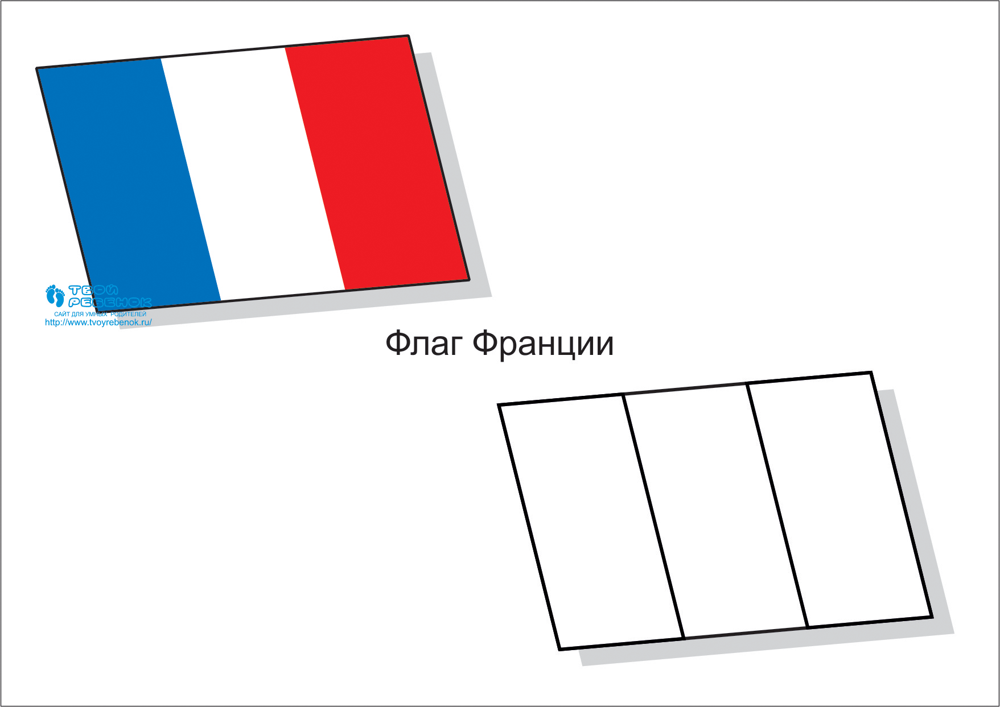 ТВОЙ
РЕБЕНОК
САЙТ ДЛЯ УМНЫХ РОДИТЕЛЕЙ
http://www.tvoyrebenok.ru/
Флаг Франции